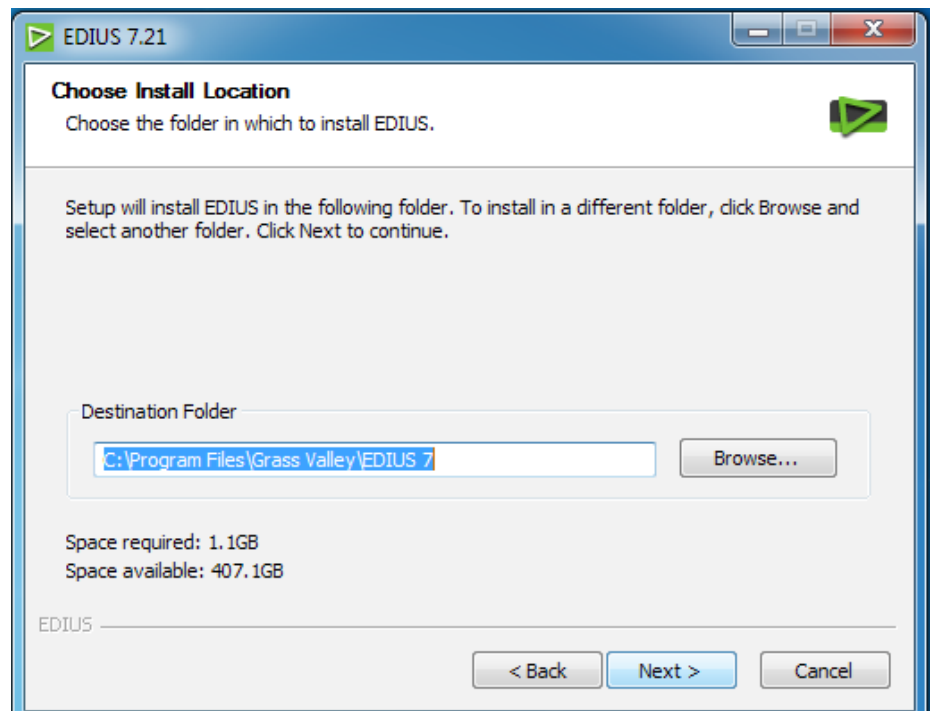 EDIUS 7.21
Choose Install Location
Choose the folder in which to install EDIUS.
Setup will install EDIUS in the following folder. To install in a different folder, click Browse and
select another folder. Click Next to continue.
Destination Folder
C:\Program Files\Grass Valley\EDIUS 7
Browse...
Space required: 1.1GB
Space available: 407.1GB
EDIUS
< Back
Next >
Cancel